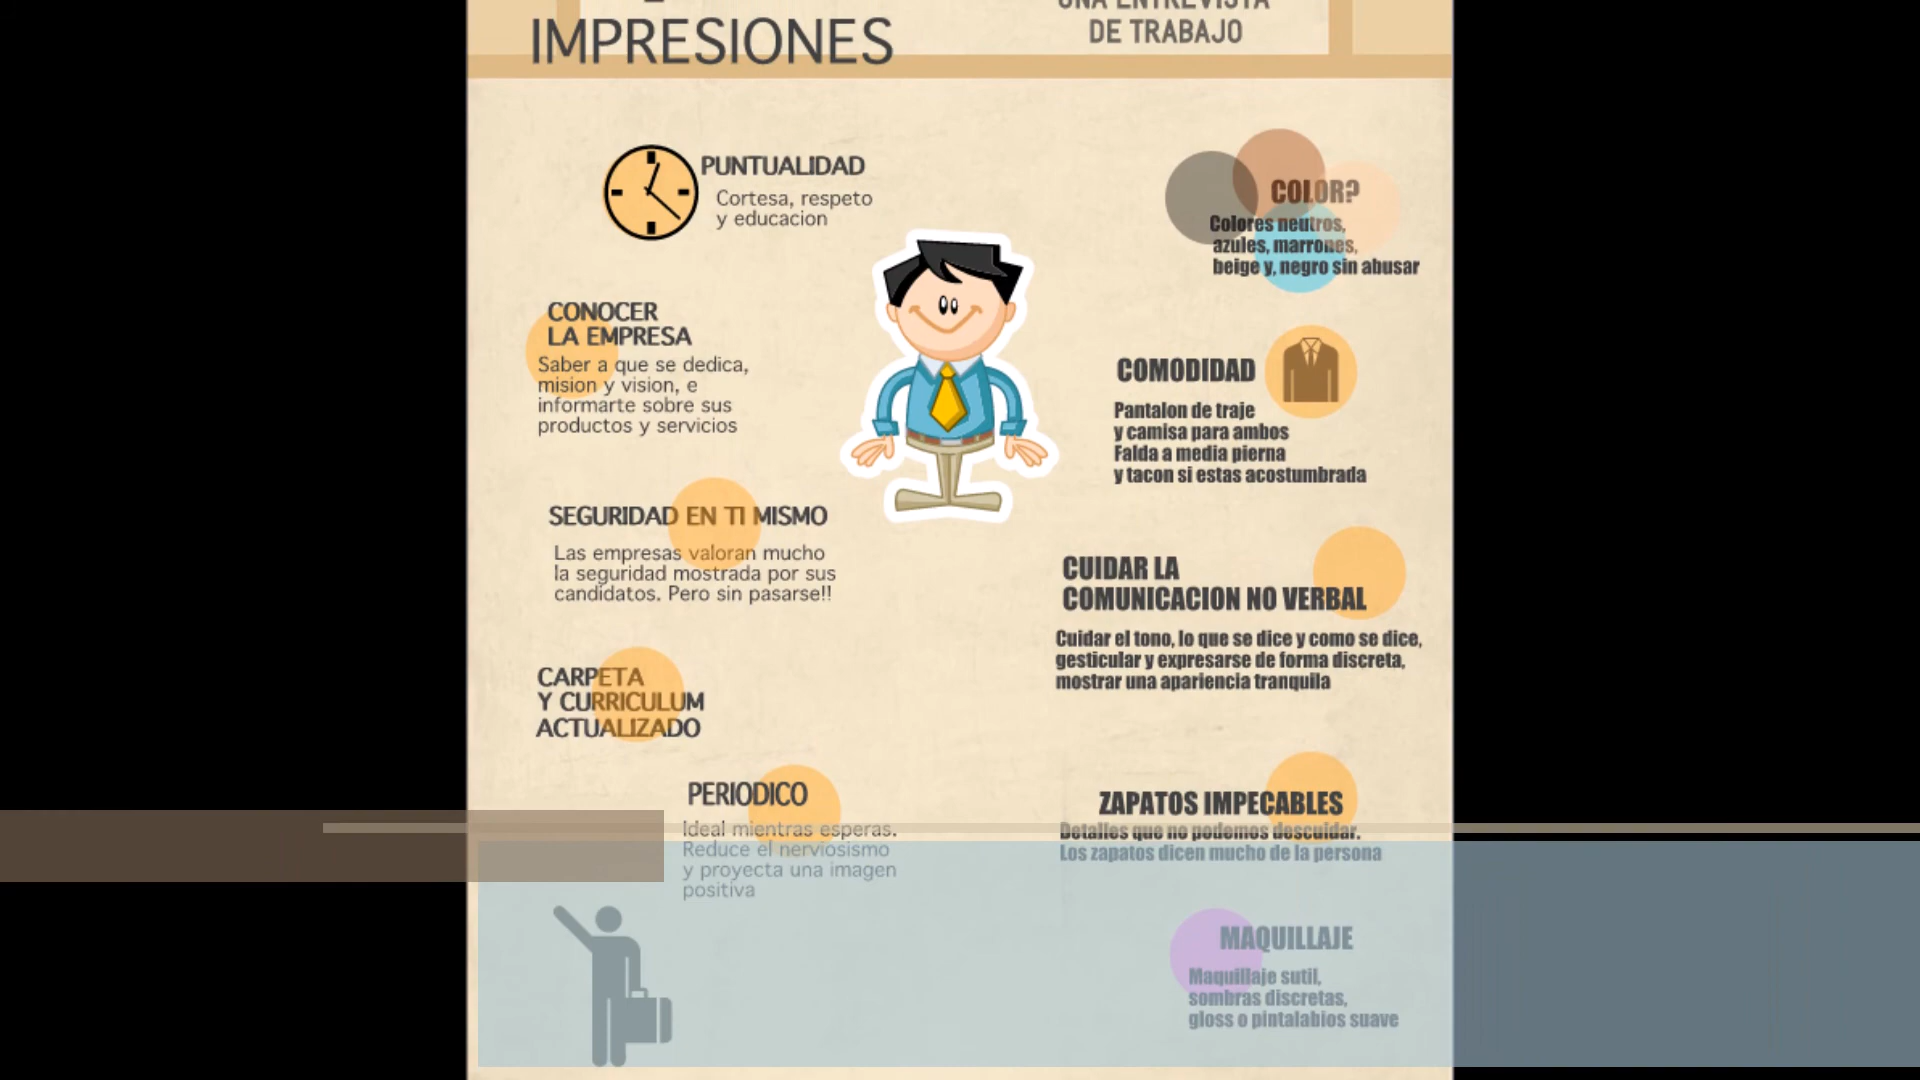 IMPRESIONES
UNA ENTREVISTA
DE TRABAJO
PUNTUALIDAD
Cortesa, respeto
y educacion
CONOCER
LA EMPRESA
Saber a que se dedica,
mision y vision, e
informarte sobre sus
productos y servicios
SEGURIDAD EN TI MISMO
Las empresas valoran mucho
la seguridad mostrada por sus
candidatos. Pero sin pasarse!!
CARPETA
Y CURRICULUM
ACTUALIZADO
PERIODICO
Ideal mientras esperas.
Reduce el nerviosismo
y proyecta una imagen
positiva
COLOR?
Colores neutros,
azules, marrones,
beige y, negro sin abusar
COMODIDAD
Pantalon de traje
y camisa para ambos
Falda a media pierna
y tacon si estas acostumbrada
CUIDAR LA
COMUNICACION NO VERBAL
Cuidar el tono, lo que se dice y como se dice,
gesticular y expresarse de forma discreta,
mostrar una apariencia tranquila
ZAPATOS IMPECABLES
Detalles que no podemos descuidar.
Los zapatos dicen mucho de la persona
MAQUILLAJE
Maquillaje sutil,
sombras discretas,
gloss o pintalabios suave